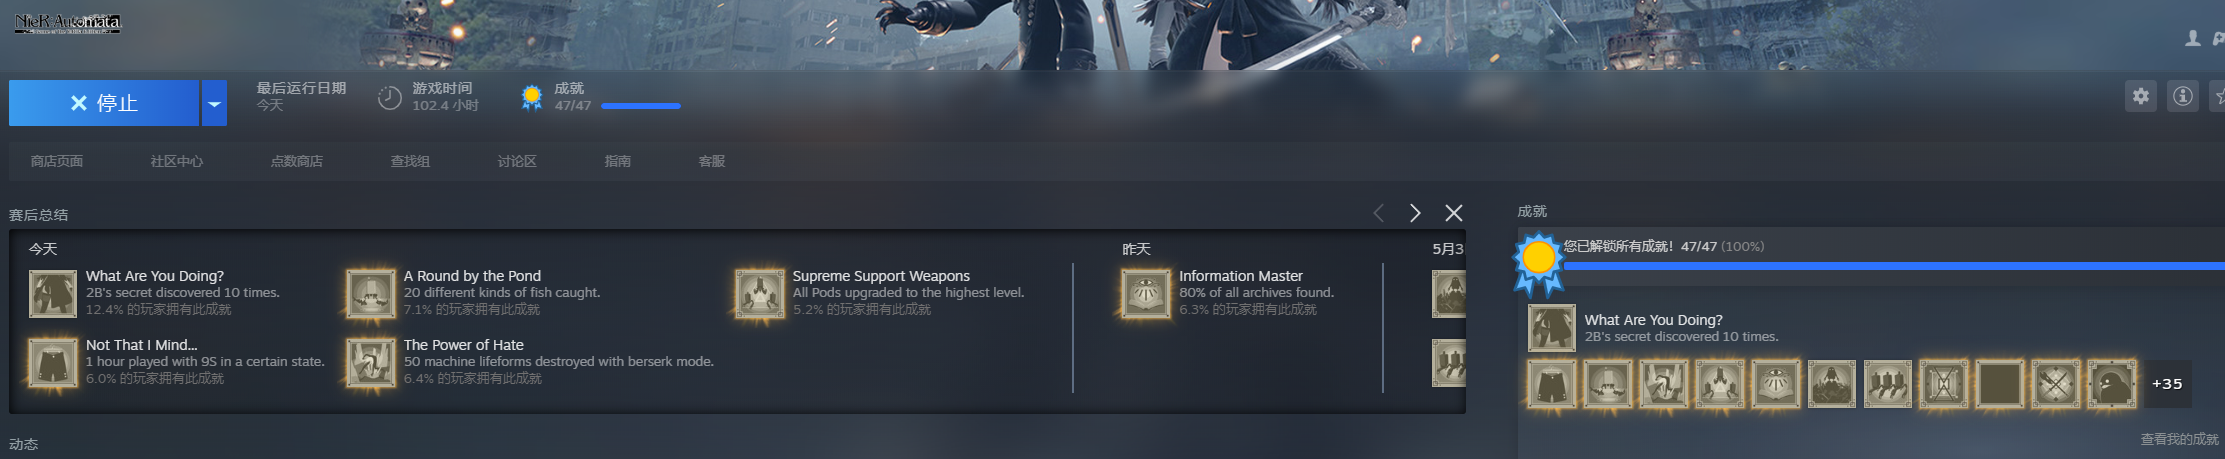 NieR:Automata
停止
最后运行日期
今天
游戏时间
102.4 小时
成就
47/47
商店页面
社区中心
点数商店
查找组
讨论区
指南
客服
赛后总结
今天
What Are You Doing?
2B's secret discovered 10 times.
12.4% 的玩家拥有此成就
A Round by the Pond
20 different kinds of fish caught.
7.1% 的玩家拥有此成就
Supreme Support Weapons
All Pods upgraded to the highest level.
5.2% 的玩家拥有此成就
Not That I Mind...
1 hour played with 9S in a certain state.
6.0% 的玩家拥有此成就
The Power of Hate
50 machine lifeforms destroyed with berserk mode.
6.4% 的玩家拥有此成就
昨天
Information Master
80% of all archives found.
6.3% 的玩家拥有此成就
5月3
成就
您已解锁所有成就！47/47 (100%)
What Are You Doing?
2B's secret discovered 10 times.
+35
查看我的成就
动态